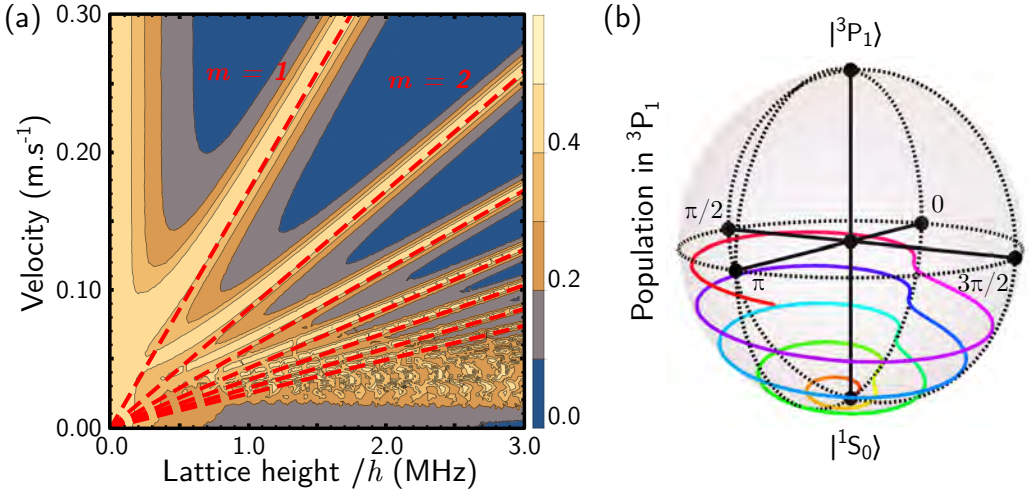 (a)
0.30
0.20
0.10
0.00
Velocity (m.s⁻¹)
m = 1
m = 2
0.0
1.0
2.0
3.0
Lattice height /h (MHz)
0.4
0.2
0.0
Population in ³P₁
(b)
|³P₁⟩
π/2
0
π
3π/2
|¹S₀⟩